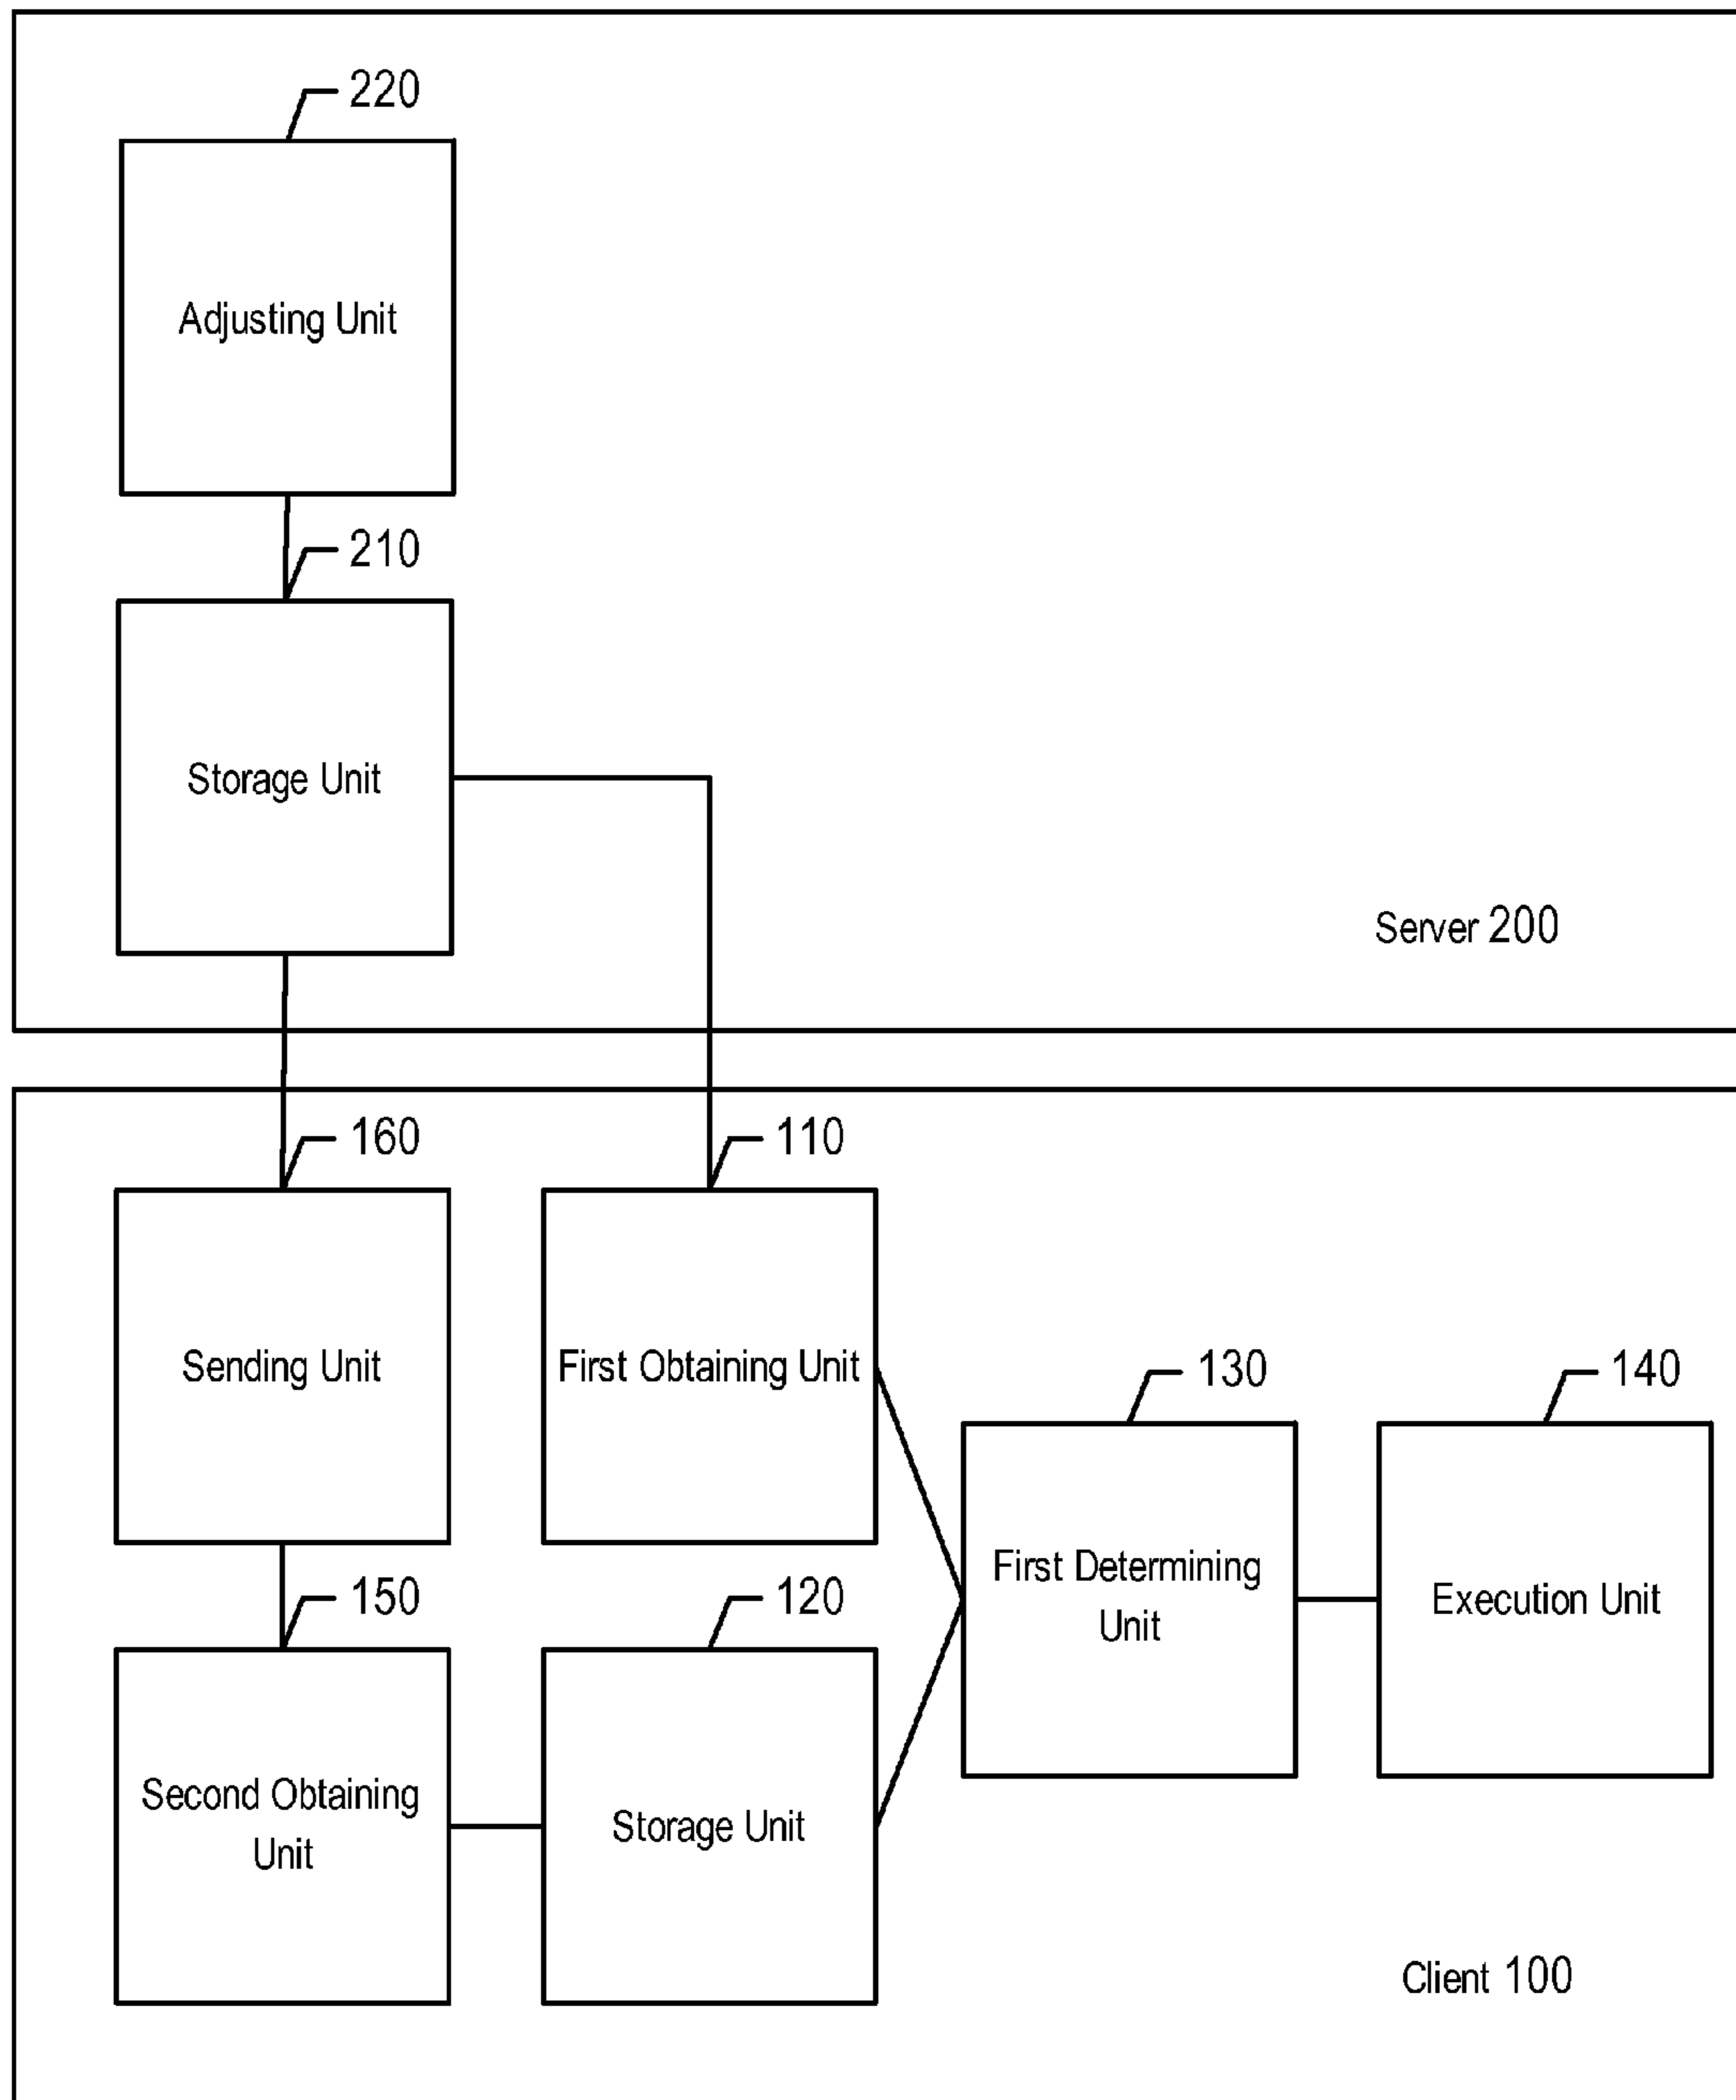 220
Adjusting Unit
210
Storage Unit
Server 200
160
110
Sending Unit
First Obtaining Unit
130
140
First Determining
Unit
Execution Unit
150
120
Second Obtaining
Unit
Storage Unit
Client 100